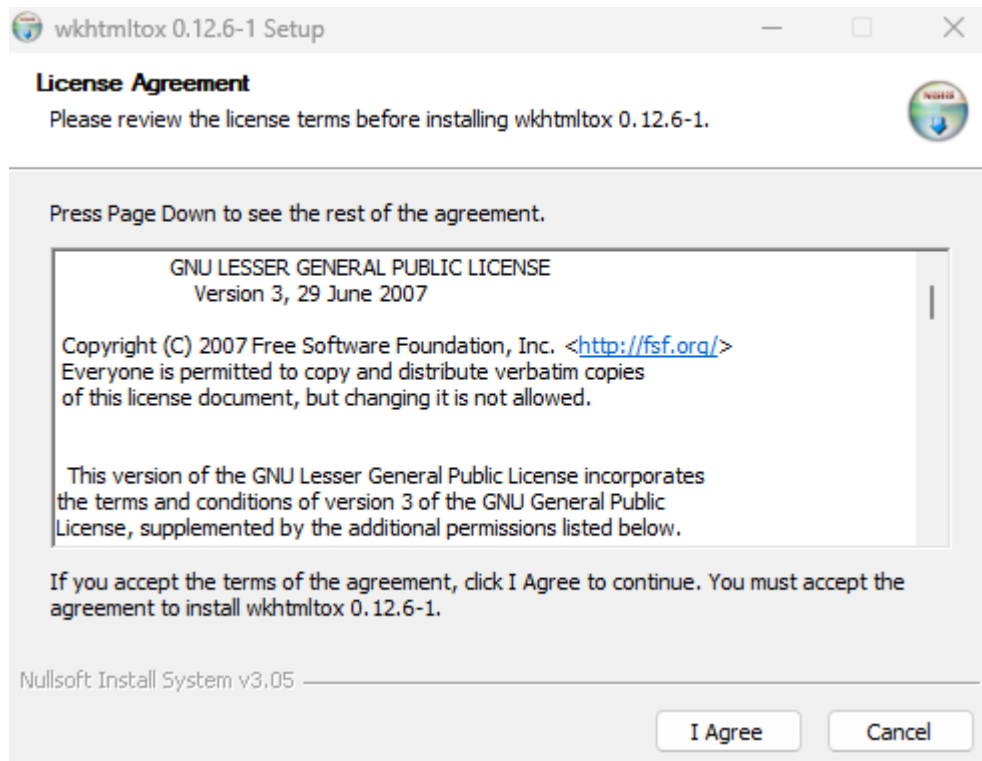 wkhtmltox 0.12.6-1 Setup
License Agreement
Please review the license terms before installing wkhtmltox 0.12.6-1.
Press Page Down to see the rest of the agreement.
GNU LESSER GENERAL PUBLIC LICENSE
Version 3, 29 June 2007
Copyright (C) 2007 Free Software Foundation, Inc. <http://fsf.org/>
Everyone is permitted to copy and distribute verbatim copies
of this license document, but changing it is not allowed.
This version of the GNU Lesser General Public License incorporates
the terms and conditions of version 3 of the GNU General Public
License, supplemented by the additional permissions listed below.
If you accept the terms of the agreement, click I Agree to continue. You must accept the
agreement to install wkhtmltox 0.12.6-1.
Nullsoft Install System v3.05
I Agree
Cancel